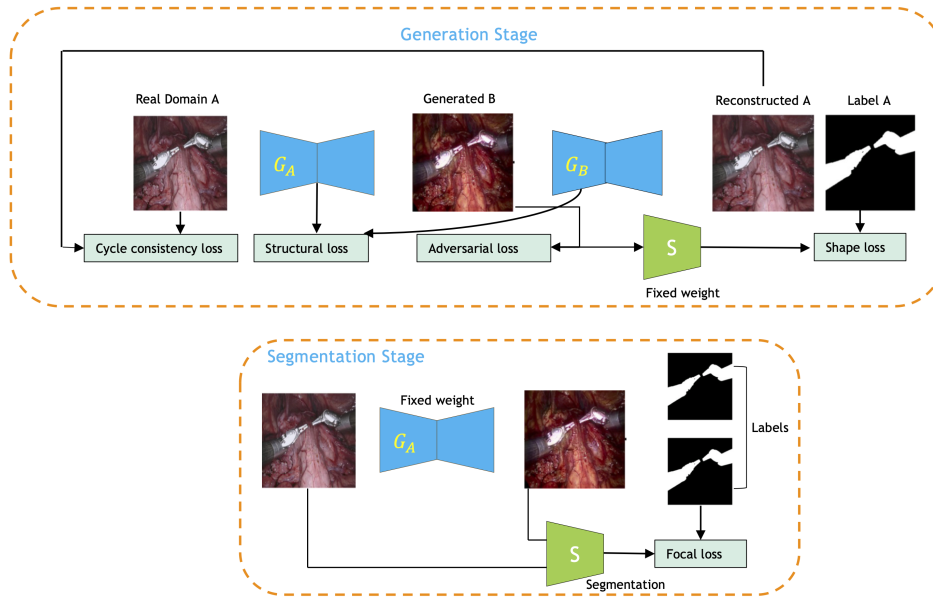 Generation Stage
Real Domain A
Generated B
Reconstructed A
Label A
G_A
G_B
Cycle consistency loss
Structural loss
Adversarial loss
S
Shape loss
Fixed weight
Segmentation Stage
Fixed weight
G_A
Labels
S
Focal loss
Segmentation